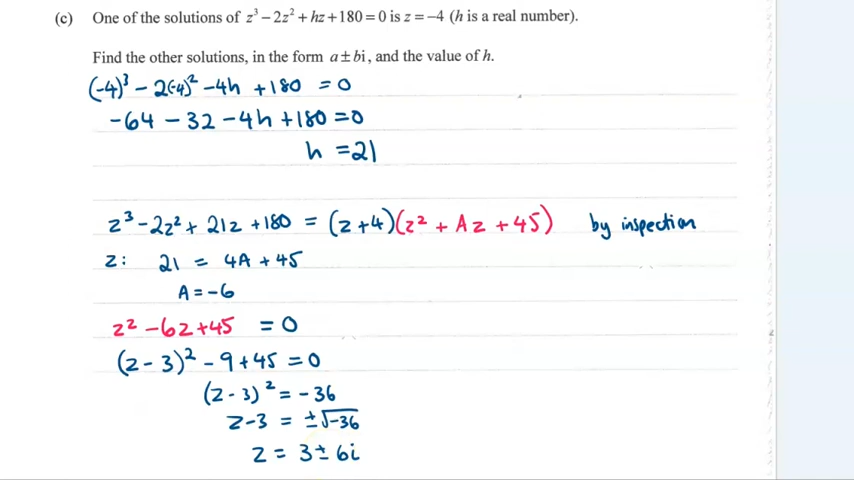 (c) One of the solutions of z³ − 2z² + hz + 180 = 0 is z = −4 (h is a real number).
Find the other solutions, in the form a ± bi, and the value of h.
(-4)³ - 2(-4)² - 4h + 180 = 0
-64 - 32 - 4h + 180 = 0
h = 21
z³ - 2z² + 21z + 180 = (z+4)(z² + Az + 45) by inspection
z: 21 = 4A + 45
A = -6
z² - 6z + 45 = 0
(z - 3)² - 9 + 45 = 0
(z - 3)² = - 36
z - 3 = ±√-36
z = 3 ± 6i